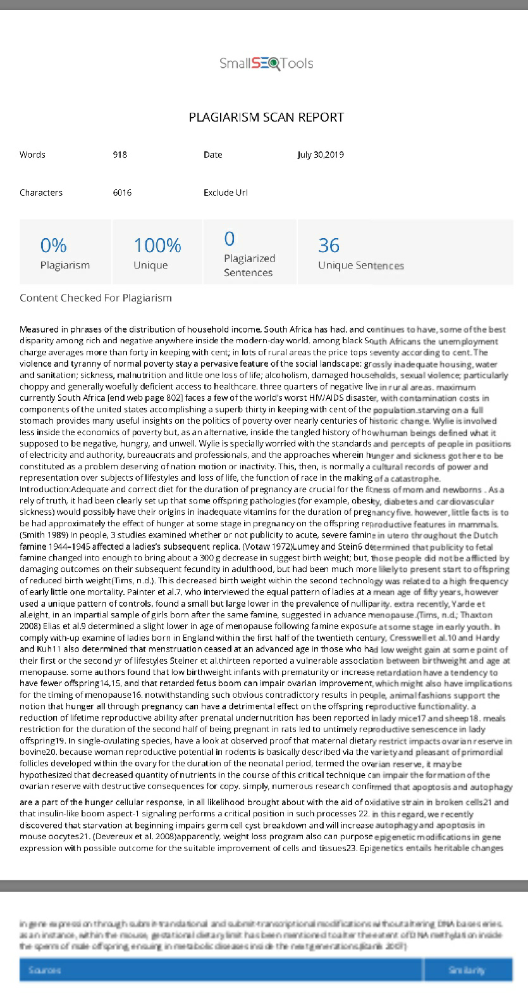 SmallSEOTools
PLAGIARISM SCAN REPORT
Words 918 Date July 30,2019
Characters 6016 Exclude Url
0% 100% 0 36
Plagiarism Unique Plagiarized Sentences Unique Sentences
Content Checked For Plagiarism
Measured in phrases of the distribution of household income, South Africa has had, and continues to have, some of the best
disparity among rich and negative anywhere inside the modern-day world. among black South Africans the unemployment
charge averages more than forty in keeping with cent; in lots of rural areas the price tops seventy according to cent. The
violence and tyranny of normal poverty stay a pervasive feature of the social landscape: grossly inadequate housing, water
and sanitation; sickness, malnutrition and little one loss of life; alcoholism, damaged households, sexual violence; particularly
choppy and generally woefully deficient access to healthcare. three quarters of negative live in rural areas. maximum
currently South Africa [end web page 802] faces a few of the world's worst HIV/AIDS disaster, with contamination costs in
components of the united states accomplishing a superb thirty in keeping with cent of the population.starving on a full
stomach provides many useful insights on the politics of poverty over nearly centuries of historic change. Wylie is involved
less inside the economics of poverty but, as an alternative, inside the tangled history of how human beings defined what it
supposed to be negative, hungry, and unwell. Wylie is specially worried with the standards and percepts of people in positions
of electricity and authority, bureaucrats and professionals, and the approaches wherein hunger and sickness got here to be
constituted as a problem deserving of nation motion or inactivity. This, then, is normally a cultural records of power and
representation over subjects of lifestyles and loss of life, the function of race in the making of a catastrophe.
Introduction:Adequate and correct diet for the duration of pregnancy are crucial for the fitness of mom and newborns . As a
rely of truth, it had been clearly set up that some offspring pathologies (for example, obesity, diabetes and cardiovascular
sickness) would possibly have their origins in inadequate vitamins for the duration of pregnancy five. however, little facts is to
be had approximately the effect of hunger at some stage in pregnancy on the offspring reproductive features in mammals.
(Smith 1989) In people, 3 studies examined whether or not publicity to acute, severe famine in utero throughout the Dutch
famine 1944–1945 affected a ladies's subsequent replica. (Votaw 1972)Lumey and Stein6 determined that publicity to fetal
famine changed into enough to bring about a 300 g decrease in suggest birth weight; but, those people did not be afflicted by
damaging outcomes on their subsequent fecundity in adulthood, but had been much more likely to present start to offspring
of reduced birth weight(Tims, n.d.). This decreased birth weight within the second technology was related to a high frequency
of early little one mortality. Painter et al.7, who interviewed the equal pattern of ladies at a mean age of fifty years, however
used a unique pattern of controls, found a small but large lower in the prevalence of nulliparity. extra recently, Yarde et
al.eight, in an impartial sample of girls born after the same famine, suggested in advance menopause.(Tims, n.d.; Thaxton
2008) Elias et al.9 determined a slight lower in age of menopause following famine exposure at some stage in early youth. In
comply with-up examine of ladies born in England within the first half of the twentieth century, Cresswell et al.10 and Hardy
and Kuh11 also determined that menstruation ceased at an advanced age in those who had low weight gain at some point of
their first or the second yr of lifestyles Steiner et al.thirteen reported a vulnerable association between birthweight and age at
menopause. some authors found that low birthweight infants with prematurity or increase retardation have a tendency to
have fewer offspring14,15, and that retarded fetus boom can impair ovarian improvement, which might also have implications
for the timing of menopause16. notwithstanding such obvious contradictory results in people, animal fashions support the
notion that hunger all through pregnancy can have a detrimental effect on the offspring reproductive functionality. a
reduction of lifetime reproductive ability after prenatal undernutrition has been reported in lady mice17 and sheep18. meals
restriction for the duration of the second half of being pregnant in rats led to untimely reproductive senescence in lady
offspring19. In single-ovulating species, have a look at observed proof that maternal dietary restrict impacts ovarian reserve in
bovine20. because woman reproductive potential in rodents is basically described via the variety and pleasant of primordial
follicles developed within the ovary for the duration of the neonatal period, termed the ovarian reserve, it may be
hypothesized that decreased quantity of nutrients in the course of this critical technique can impair the formation of the
ovarian reserve with destructive consequences for copy. simply, numerous research confirmed that apoptosis and autophagy
are a part of the hunger cellular response, in all likelihood brought about with the aid of oxidative strain in broken cells21 and
that insulin-like boom aspect-1 signaling performs a critical position in such processes 22. in this regard, we recently
discovered that starvation at beginning impairs germ cell cyst breakdown and will increase autophagy and apoptosis in
mouse oocytes21. (Devereux et al. 2008)apparently, weight loss program also can purpose epigenetic modifications in gene
expression with possible outcome for the suitable improvement of cells and tissues23. Epigenetics entails heritable changes
in gene expression through submit-translational and submit-transcriptional modifications without altering DNA base series.
as an instance, within the mouse, gestational dietary limit has been mentioned to alter the extent of DNA methylation inside
the sperm of male offspring, ensuing in metabolic diseases inside the next generations.
Sources Similarity